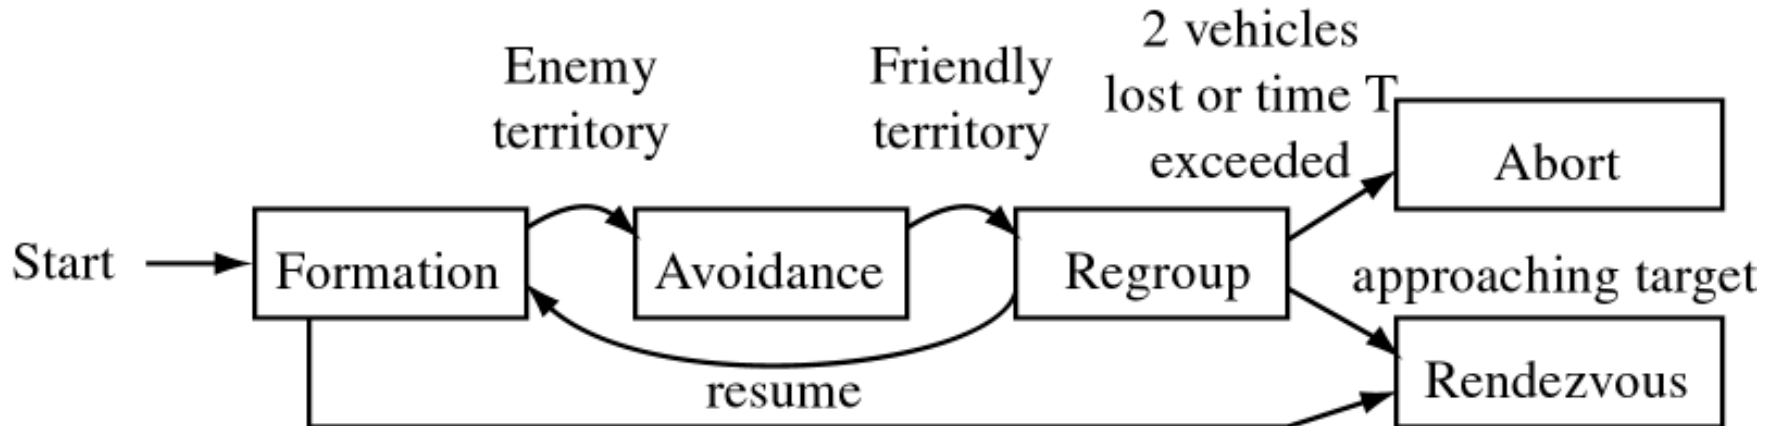 2 vehicles
lost or time T
exceeded
Enemy
territory
Friendly
territory
Abort
Start
Formation
Avoidance
Regroup
approaching target
resume
Rendezvous